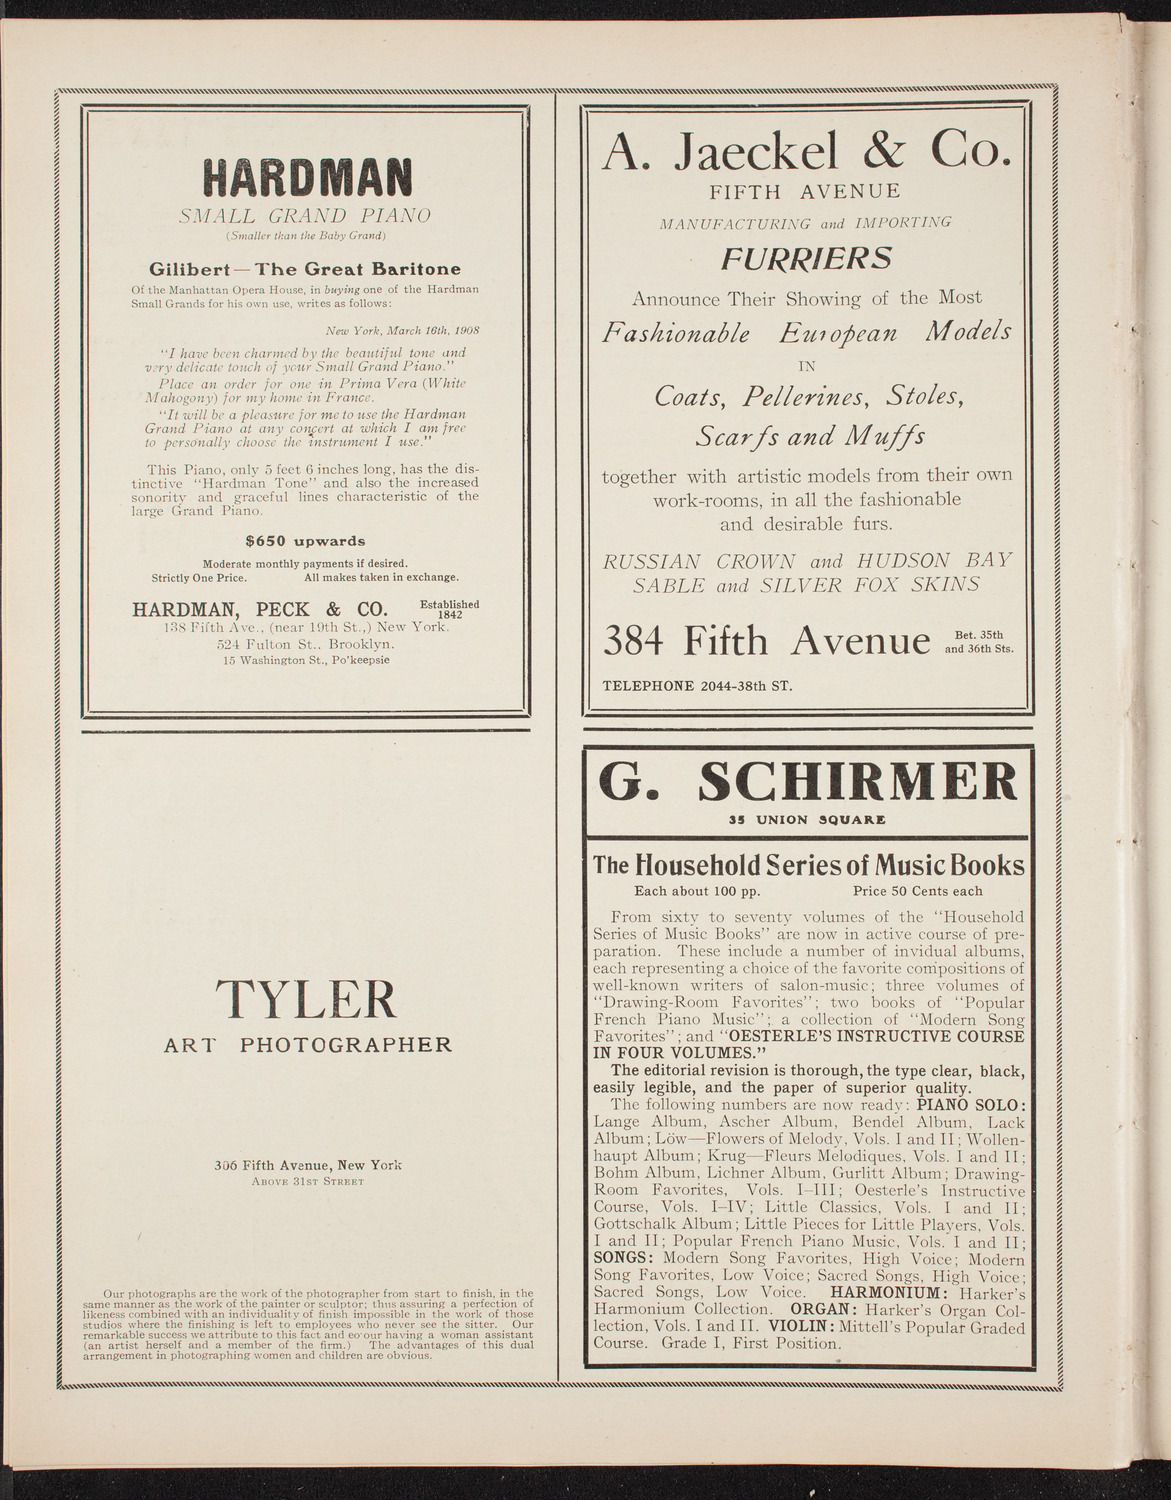 HARDMAN
SMALL GRAND PIANO
(Smaller than the Baby Grand)
Gilibert—The Great Baritone
Of the Manhattan Opera House, in buying one of the Hardman
Small Grands for his own use, writes as follows:
New York, March 16th, 1908
"I have been charmed by the beautiful tone and
very delicate touch of your Small Grand Piano."
Place an order for one in Prima Vera (White
Mahogony) for my home in France.
"It will be a pleasure for me to use the Hardman
Grand Piano at any concert at which I am free
to personally choose the instrument I use."
This Piano, only 5 feet 6 inches long, has the dis-
tinctive "Hardman Tone" and also the increased
sonority and graceful lines characteristic of the
large Grand Piano.
$650 upwards
Moderate monthly payments if desired.
Strictly One Price. All makes taken in exchange.
HARDMAN, PECK & CO. Established 1842
138 Fifth Ave., (near 19th St.,) New York.
524 Fulton St., Brooklyn.
15 Washington St., Po'keepsie
TYLER
ART PHOTOGRAPHER
306 Fifth Avenue, New York
ABOVE 31ST STREET
Our photographs are the work of the photographer from start to finish, in the
same manner as the work of the painter or sculptor; thus assuring a perfection of
likeness combined with an individuality of finish impossible in the work of those
studios where the finishing is left to employees who never see the sitter. Our
remarkable success we attribute to this fact and to our having a woman assistant
(an artist herself and a member of the firm.) The advantages of this dual
arrangement in photographing women and children are obvious.
A. Jaeckel & Co.
FIFTH AVENUE
MANUFACTURING and IMPORTING
FURRIERS
Announce Their Showing of the Most
Fashionable European Models
IN
Coats, Pellerines, Stoles,
Scarfs and Muffs
together with artistic models from their own
work-rooms, in all the fashionable
and desirable furs.
RUSSIAN CROWN and HUDSON BAY
SABLE and SILVER FOX SKINS
384 Fifth Avenue Bet. 35th
and 36th Sts.
TELEPHONE 2044-38th ST.
G. SCHIRMER
35 UNION SQUARE
The Household Series of Music Books
Each about 100 pp. Price 50 Cents each
From sixty to seventy volumes of the "Household
Series of Music Books" are now in active course of pre-
paration. These include a number of invidual albums,
each representing a choice of the favorite compositions of
well-known writers of salon-music; three volumes of
"Drawing-Room Favorites"; two books of "Popular
French Piano Music"; a collection of "Modern Song
Favorites"; and "OESTERLE'S INSTRUCTIVE COURSE
IN FOUR VOLUMES."
The editorial revision is thorough, the type clear, black,
easily legible, and the paper of superior quality.
The following numbers are now ready: PIANO SOLO:
Lange Album, Ascher Album, Bendel Album, Lack
Album; Löw—Flowers of Melody, Vols. I and II; Wollen-
haupt Album; Krug—Fleurs Mélodiques, Vols. I and II;
Bohm Album, Lichner Album, Gurlitt Album; Drawing-
Room Favorites, Vols. I–III; Oesterle's Instructive
Course, Vols. I–IV; Little Classics, Vols. I and II;
Gottschalk Album; Little Pieces for Little Players, Vols.
I and II; Popular French Piano Music, Vols. I and II;
SONGS: Modern Song Favorites, High Voice; Modern
Song Favorites, Low Voice; Sacred Songs, High Voice;
Sacred Songs, Low Voice. HARMONIUM: Harker's
Harmonium Collection. ORGAN: Harker's Organ Col-
lection, Vols. I and II. VIOLIN: Mittell's Popular Graded
Course. Grade I, First Position.